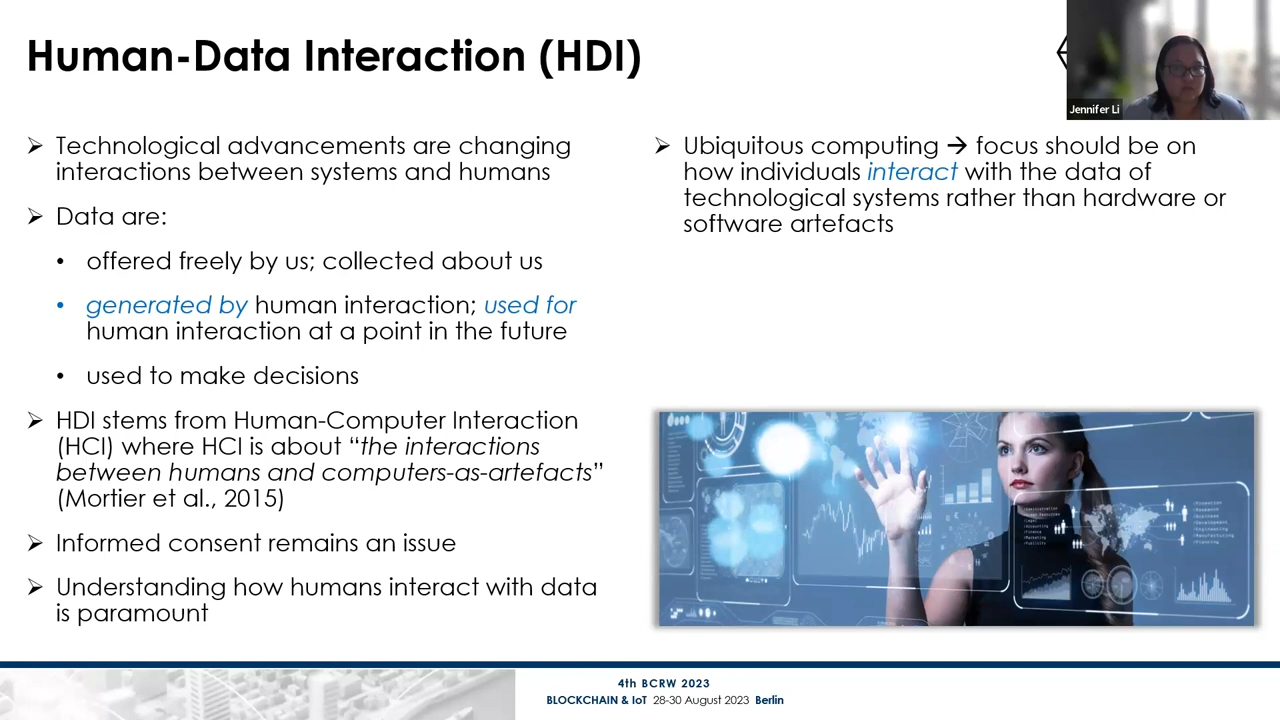 Human-Data Interaction (HDI)
Jennifer Li
➢ Technological advancements are changing
interactions between systems and humans
➢ Data are:
• offered freely by us; collected about us
• generated by human interaction; used for
human interaction at a point in the future
• used to make decisions
➢ HDI stems from Human-Computer Interaction
(HCI) where HCI is about “the interactions
between humans and computers-as-artefacts”
(Mortier et al., 2015)
➢ Informed consent remains an issue
➢ Understanding how humans interact with data
is paramount
➢ Ubiquitous computing → focus should be on
how individuals interact with the data of
technological systems rather than hardware or
software artefacts
4th BCRW 2023
BLOCKCHAIN & IoT 28-30 August 2023 Berlin